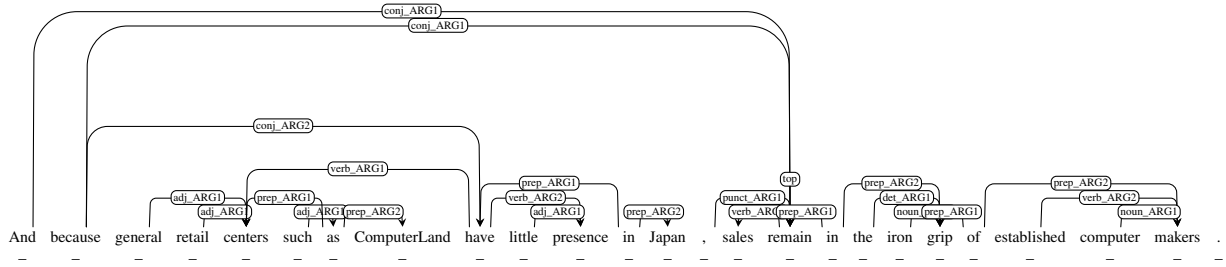 conj_ARG1
conj_ARG1
conj_ARG2
verb_ARG1
top
prep_ARG1 prep_ARG2 prep_ARG2
adj_ARG1 prep_ARG1 verb_ARG2 punct_ARG1 det_ARG1 verb_ARG2
adj_ARG1 adj_ARG1 prep_ARG2 adj_ARG1 prep_ARG2 prep_ARG1 prep_ARG1 noun_ARG1
And because general retail centers such as ComputerLand have little presence in Japan , sales remain in the iron grip of established computer makers .
_ _ _ _ _ _ _ _ _ _ _ _ _ _ _ _ _ _ _ _ _ _ _ _ _